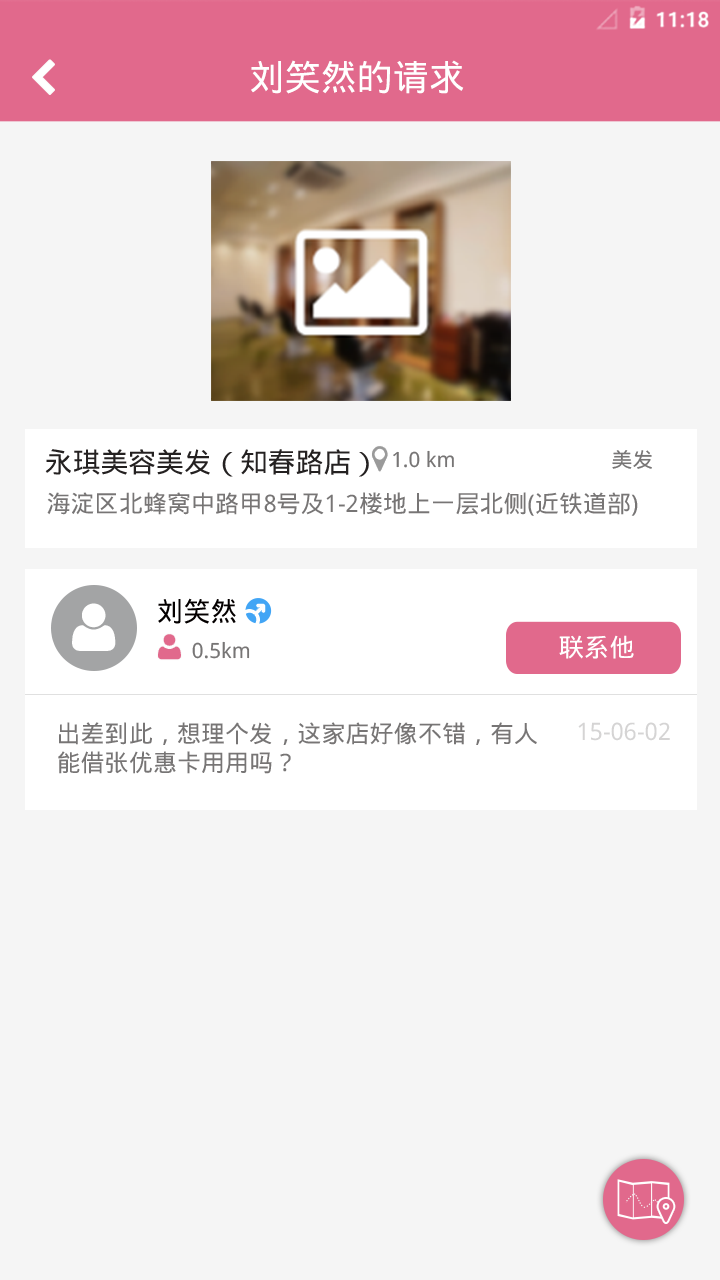 11:18
刘笑然的请求
永琪美容美发（知春路店） 1.0 km 美发
海淀区北蜂窝中路甲8号及1-2楼地上一层北侧(近铁道部)
刘笑然
0.5km
联系他
出差到此，想理个发，这家店好像不错，有人 15-06-02
能借张优惠卡用用吗？